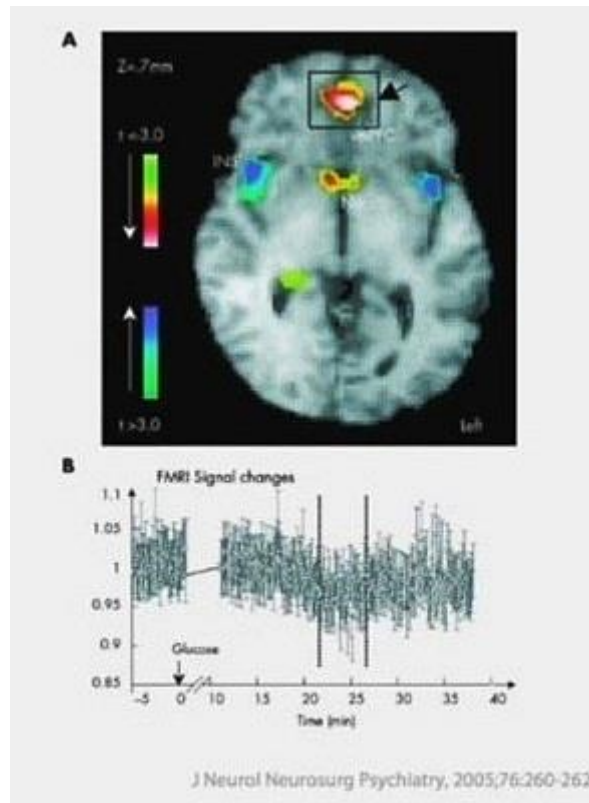 A
Z-.7mm
t <-3.0
INS
t >3.0
Left
B
FMRI Signal changes
1.1
1.05
1
0.95
0.9
0.85
Glucose
-5 0 10 15 20 25 30 35 40
Time (min)
J Neurol Neurosurg Psychiatry, 2005;76:260-262